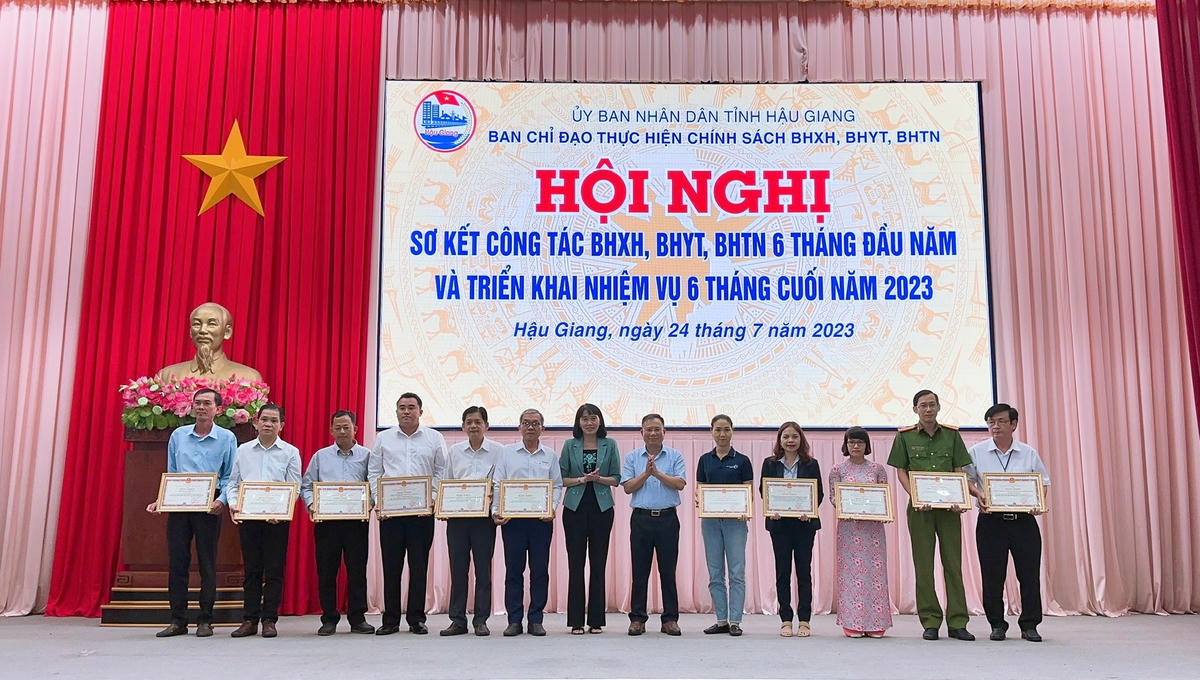 Hậu Giang
ỦY BAN NHÂN DÂN TỈNH HẬU GIANG
BAN CHỈ ĐẠO THỰC HIỆN CHÍNH SÁCH BHXH, BHYT, BHTN
HỘI NGHỊ
SƠ KẾT CÔNG TÁC BHXH, BHYT, BHTN 6 THÁNG ĐẦU NĂM
VÀ TRIỂN KHAI NHIỆM VỤ 6 THÁNG CUỐI NĂM 2023
Hậu Giang, ngày 24 tháng 7 năm 2023